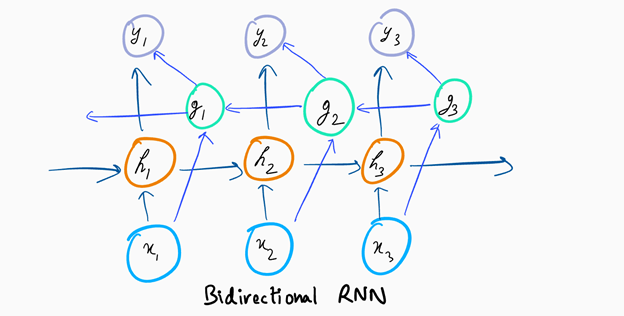 y₁ y₂ y₃
g₁ g₂ g₃
h₁ h₂ h₃
x₁ x₂ x₃
Bidirectional RNN